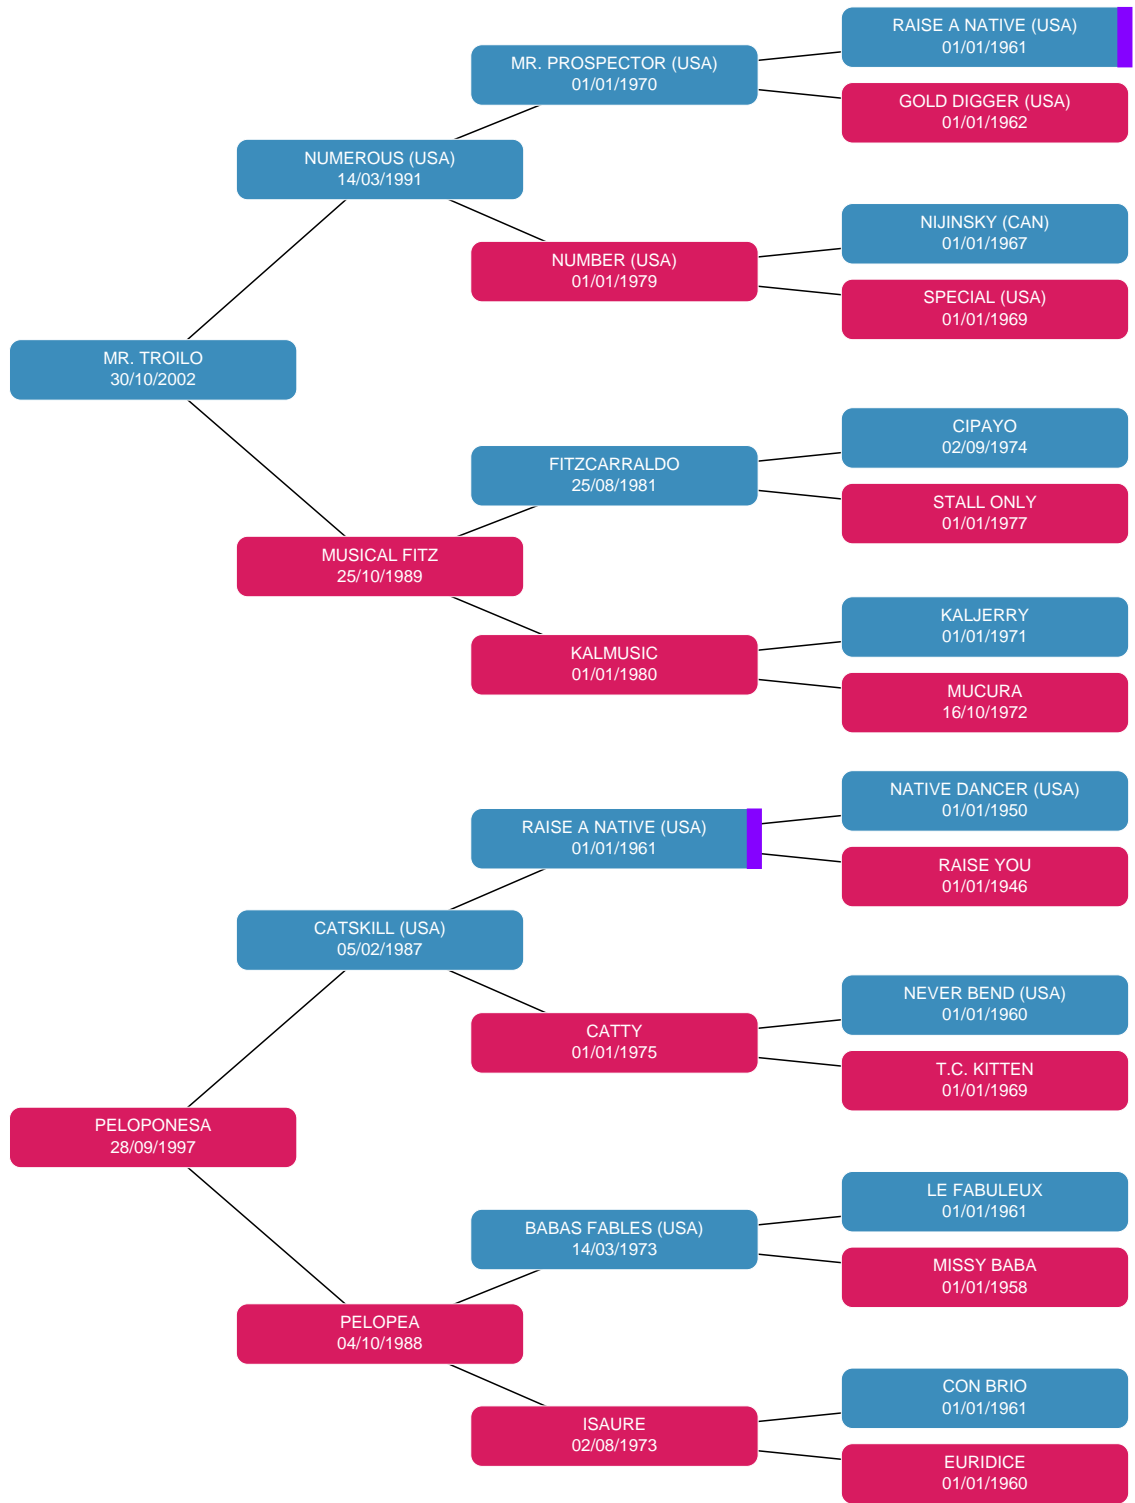 RAISE A NATIVE (USA)
01/01/1961
MR. PROSPECTOR (USA)
01/01/1970
GOLD DIGGER (USA)
01/01/1962
NUMEROUS (USA)
14/03/1991
NIJINSKY (CAN)
01/01/1967
NUMBER (USA)
01/01/1979
SPECIAL (USA)
01/01/1969
MR. TROILO
30/10/2002
CIPAYO
02/09/1974
FITZCARRALDO
25/08/1981
STALL ONLY
01/01/1977
MUSICAL FITZ
25/10/1989
KALJERRY
01/01/1971
KALMUSIC
01/01/1980
MUCURA
16/10/1972
NATIVE DANCER (USA)
01/01/1950
RAISE A NATIVE (USA)
01/01/1961
RAISE YOU
01/01/1946
CATSKILL (USA)
05/02/1987
NEVER BEND (USA)
01/01/1960
CATTY
01/01/1975
T.C. KITTEN
01/01/1969
PELOPONESA
28/09/1997
LE FABULEUX
01/01/1961
BABAS FABLES (USA)
14/03/1973
MISSY BABA
01/01/1958
PELOPEA
04/10/1988
CON BRIO
01/01/1961
ISAURE
02/08/1973
EURIDICE
01/01/1960